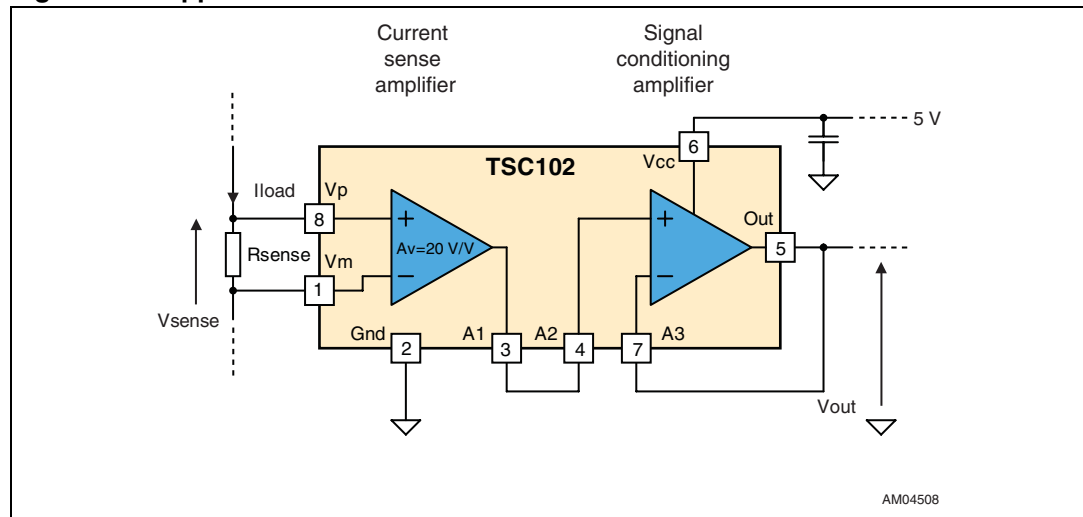 Current
sense
amplifier
Signal
conditioning
amplifier
5 V
6
Vcc
TSC102
Iload
Vp
8
+
Av=20 V/V
−
Rsense
Vm
1
Vsense
+
−
Out
5
Gnd
2
A1
3
A2
4
7
A3
Vout
AM04508